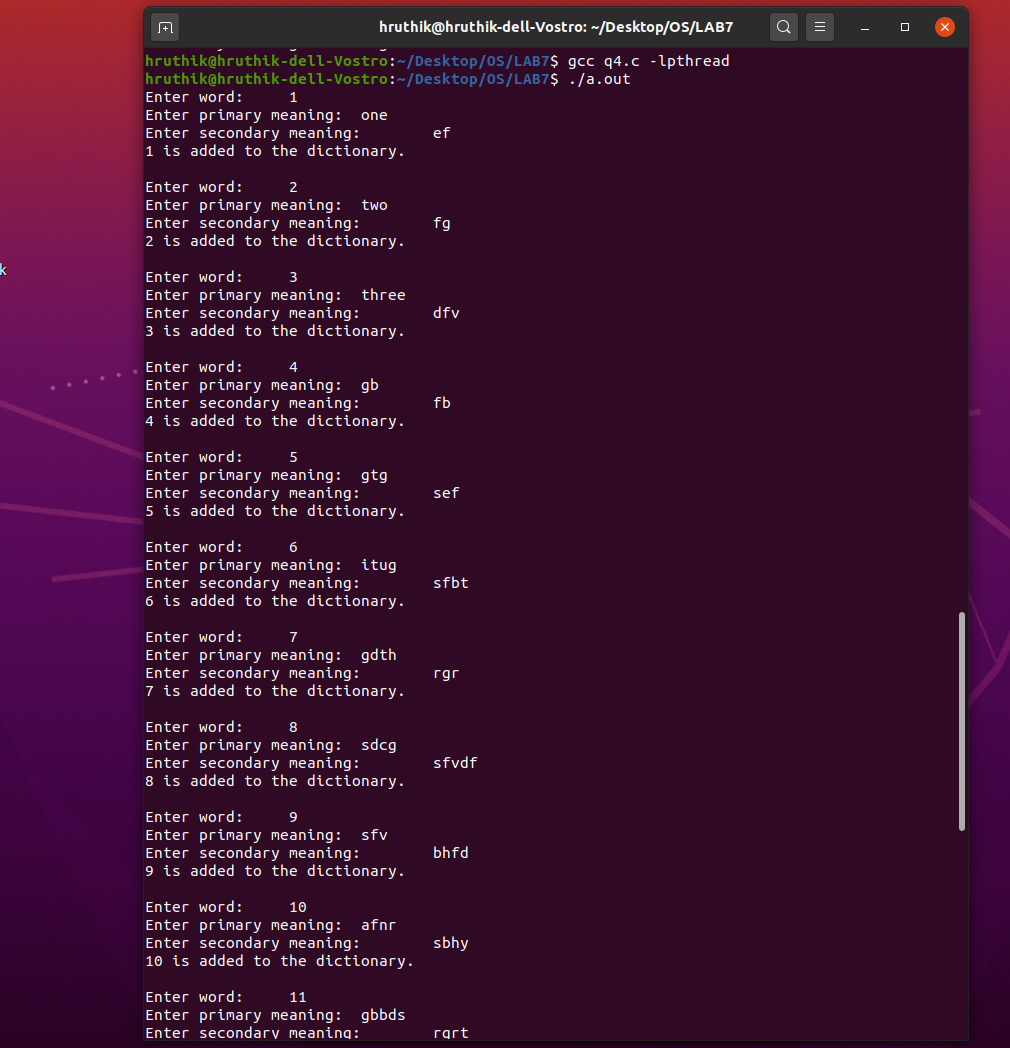 k
hruthik@hruthik-dell-Vostro: ~/Desktop/OS/LAB7
hruthik@hruthik-dell-Vostro:~/Desktop/OS/LAB7$ gcc q4.c -lpthread
hruthik@hruthik-dell-Vostro:~/Desktop/OS/LAB7$ ./a.out
Enter word:     1
Enter primary meaning:  one
Enter secondary meaning:        ef
1 is added to the dictionary.

Enter word:     2
Enter primary meaning:  two
Enter secondary meaning:        fg
2 is added to the dictionary.

Enter word:     3
Enter primary meaning:  three
Enter secondary meaning:        dfv
3 is added to the dictionary.

Enter word:     4
Enter primary meaning:  gb
Enter secondary meaning:        fb
4 is added to the dictionary.

Enter word:     5
Enter primary meaning:  gtg
Enter secondary meaning:        sef
5 is added to the dictionary.

Enter word:     6
Enter primary meaning:  itug
Enter secondary meaning:        sfbt
6 is added to the dictionary.

Enter word:     7
Enter primary meaning:  gdth
Enter secondary meaning:        rgr
7 is added to the dictionary.

Enter word:     8
Enter primary meaning:  sdcg
Enter secondary meaning:        sfvdf
8 is added to the dictionary.

Enter word:     9
Enter primary meaning:  sfv
Enter secondary meaning:        bhfd
9 is added to the dictionary.

Enter word:     10
Enter primary meaning:  afnr
Enter secondary meaning:        sbhy
10 is added to the dictionary.

Enter word:     11
Enter primary meaning:  gbbds
Enter secondary meaning:        rgrt